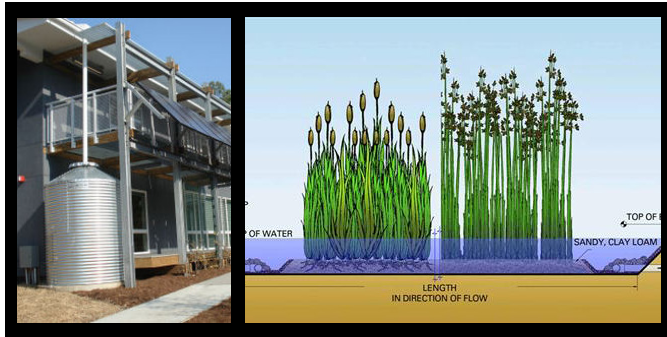 OF WATER
TOP OF
SANDY, CLAY LOAM
LENGTH
IN DIRECTION OF FLOW